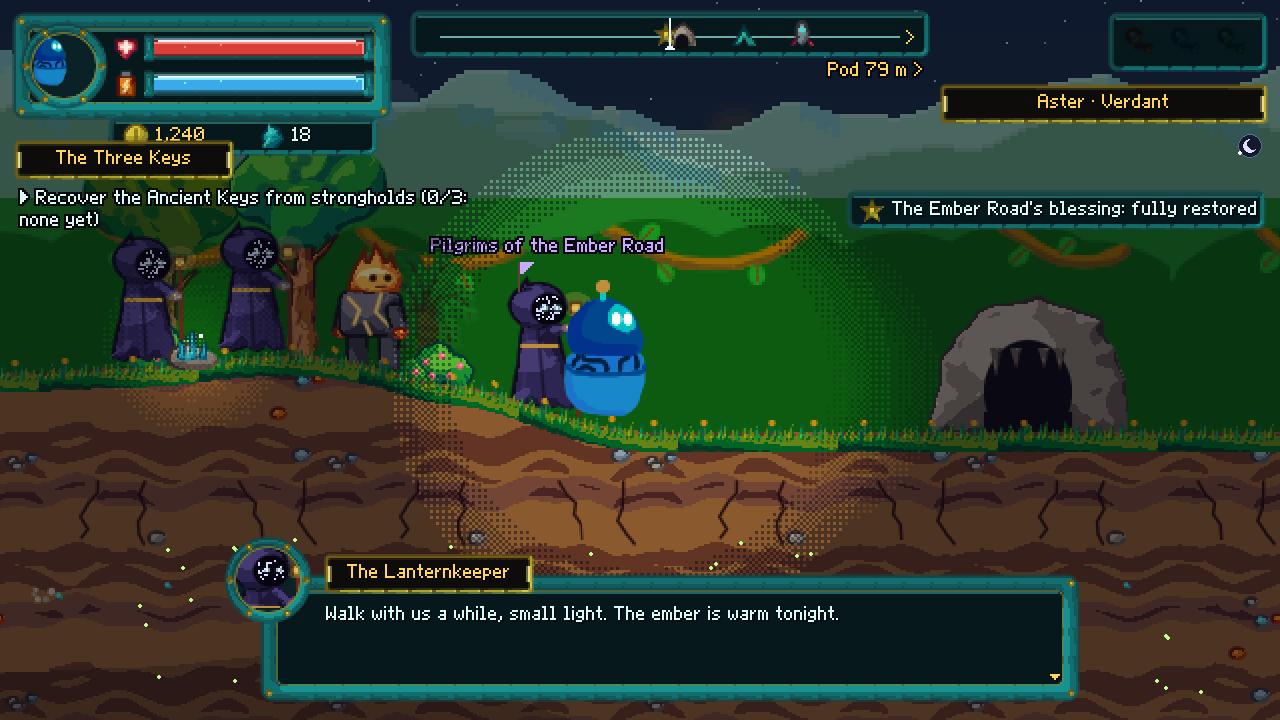 1,240
18
The Three Keys
Recover the Ancient Keys from strongholds (0/3:
none yet)
Pod 79 m >
Aster · Verdant
The Ember Road's blessing: fully restored
Pilgrims of the Ember Road
The Lanternkeeper
Walk with us a while, small light. The ember is warm tonight.